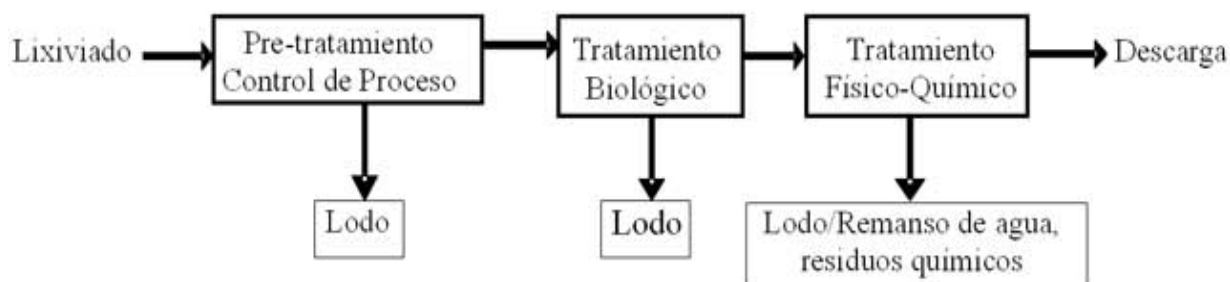 Lixiviado
Pre-tratamiento
Control de Proceso
Tratamiento
Biológico
Tratamiento
Físico-Químico
Descarga
Lodo
Lodo
Lodo/Remanso de agua,
residuos químicos